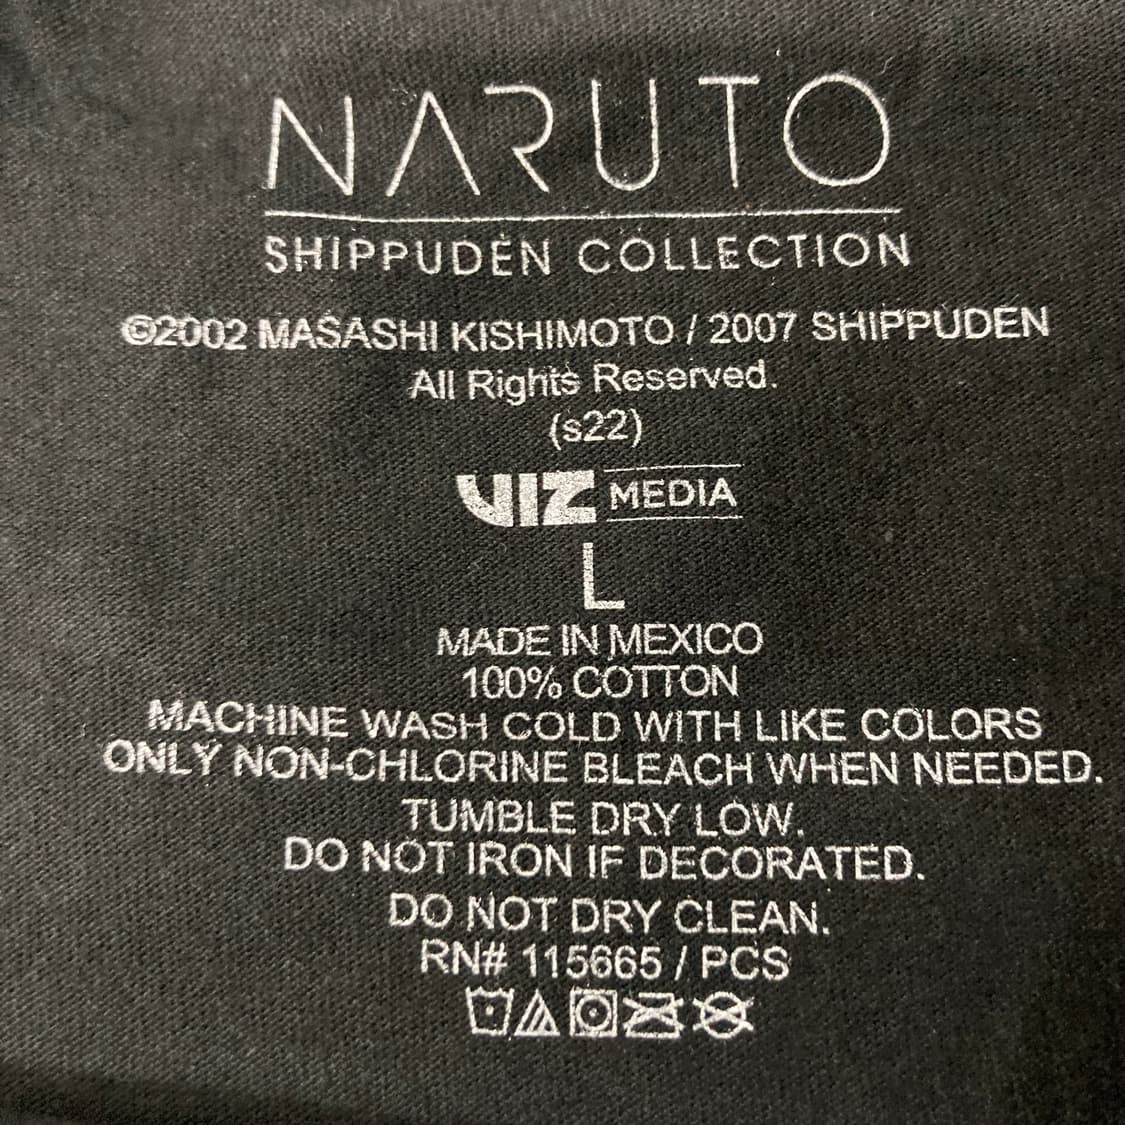 NARUTO
SHIPPUDEN COLLECTION
©2002 MASASHI KISHIMOTO / 2007 SHIPPUDEN
All Rights Reserved.
(s22)
VIZ MEDIA
L
MADE IN MEXICO
100% COTTON
MACHINE WASH COLD WITH LIKE COLORS
ONLY NON-CHLORINE BLEACH WHEN NEEDED.
TUMBLE DRY LOW.
DO NOT IRON IF DECORATED.
DO NOT DRY CLEAN.
RN# 115665 / PCS